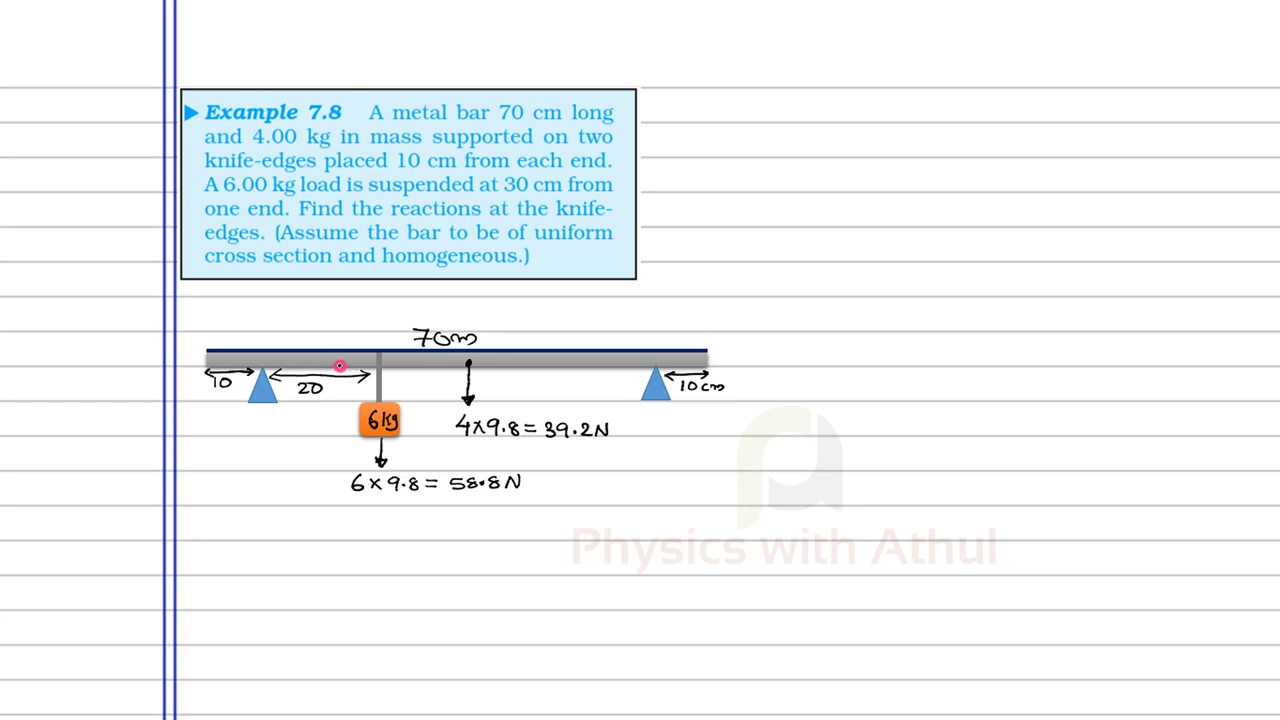 Example 7.8 A metal bar 70 cm long
and 4.00 kg in mass supported on two
knife-edges placed 10 cm from each end.
A 6.00 kg load is suspended at 30 cm from
one end. Find the reactions at the knife-
edges. (Assume the bar to be of uniform
cross section and homogeneous.)
70cm
10
20
10cm
6kg
4×9.8 = 39.2N
6×9.8 = 58.8N
Physics with Athul